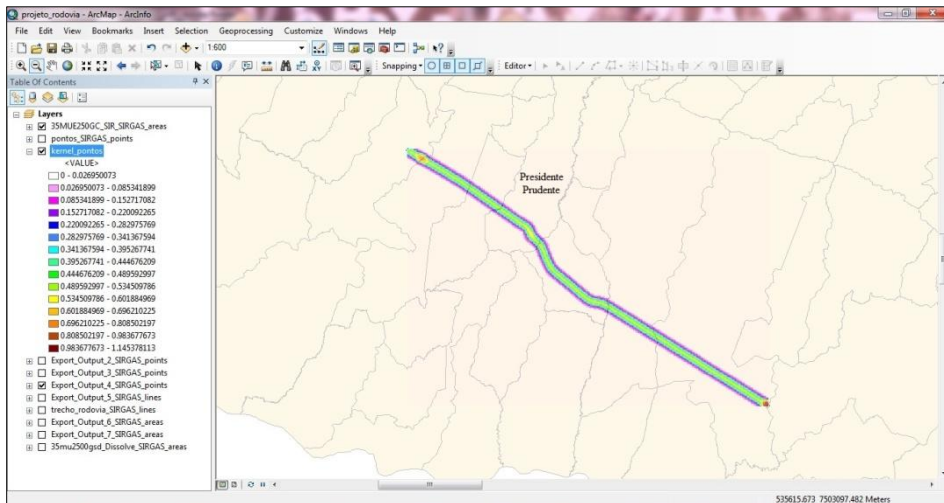 projeto_rodovia - ArcMap - ArcInfo
File Edit View Bookmarks Insert Selection Geoprocessing Customize Windows Help
1:600
Snapping Editor
Table Of Contents
Layers
35MUE250GC_SIR_SIRGAS_areas
pontos_SIRGAS_points
kernel_pontos
<VALUE>
0 - 0.026950073
0.026950073 - 0.085341899
0.085341899 - 0.152717082
0.152717082 - 0.220092265
0.220092265 - 0.282975769
0.282975769 - 0.341367594
0.341367594 - 0.395267741
0.395267741 - 0.444676209
0.444676209 - 0.489592997
0.489592997 - 0.534509786
0.534509786 - 0.601884969
0.601884969 - 0.696210225
0.696210225 - 0.808502197
0.808502197 - 0.983677673
0.983677673 - 1.145378113
Export_Output_2_SIRGAS_points
Export_Output_3_SIRGAS_points
Export_Output_4_SIRGAS_points
Export_Output_5_SIRGAS_lines
trecho_rodovia_SIRGAS_lines
Export_Output_6_SIRGAS_areas
Export_Output_7_SIRGAS_areas
35mu2500gsd_Dissolve_SIRGAS_areas
Presidente
Prudente
535615.673 7503097.482 Meters